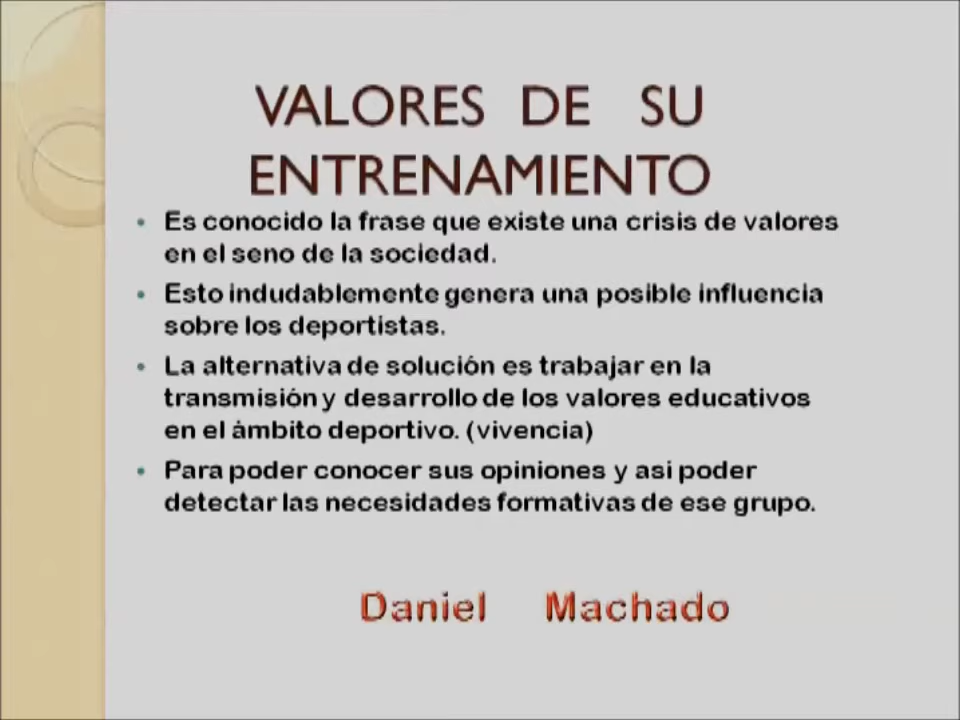 VALORES DE SU
ENTRENAMIENTO
• Es conocido la frase que existe una crisis de valores
en el seno de la sociedad.
• Esto indudablemente genera una posible influencia
sobre los deportistas.
• La alternativa de solución es trabajar en la
transmisión y desarrollo de los valores educativos
en el ámbito deportivo. (vivencia)
• Para poder conocer sus opiniones y asi poder
detectar las necesidades formativas de ese grupo.
Daniel Machado